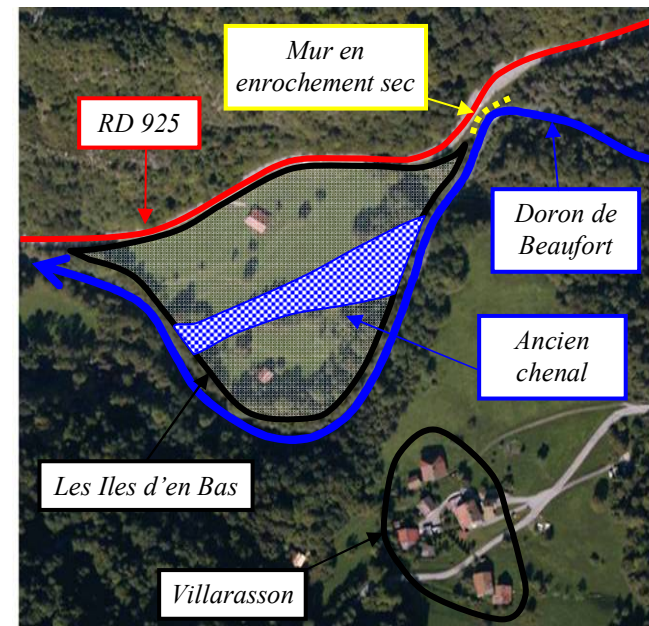 Mur en
enrochement sec
RD 925
Doron de
Beaufort
Ancien
chenal
Les Iles d'en Bas
Villarasson